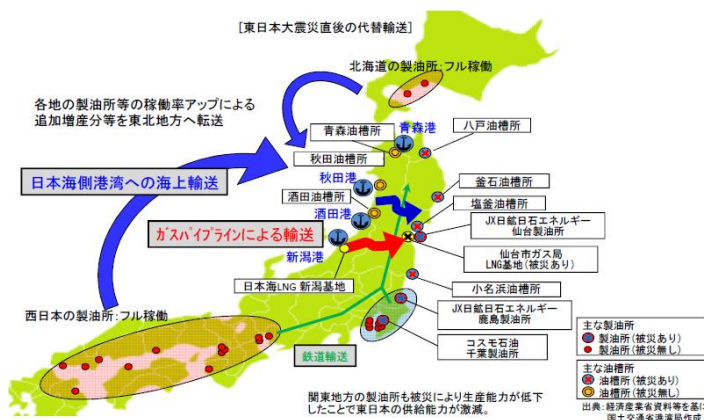 [東日本大震災直後の代替輸送]
北海道の製油所:フル稼働
各地の製油所等の稼働率アップによる
追加増産分等を東北地方へ転送
青森油槽所
青森港
八戸油槽所
秋田油槽所
日本海側港湾への海上輸送
秋田港
釜石油槽所
酒田油槽所
塩釜油槽所
酒田港
JX日鉱日石エネルギー
仙台製油所
ガスパイプラインによる輸送
新潟港
仙台市ガス局
LNG基地(被災あり)
日本海LNG 新潟基地
小名浜油槽所
西日本の製油所:フル稼働
JX日鉱日石エネルギー
鹿島製油所
鉄道輸送
コスモ石油
千葉製油所
主な製油所
製油所(被災あり)
製油所(被災無し)
主な油槽所
油槽所(被災あり)
油槽所(被災無し)
関東地方の製油所も被災により生産能力が低下
したことで東日本の供給能力が激減。
出典:経済産業省資料等を基に
国土交通省港湾局作成